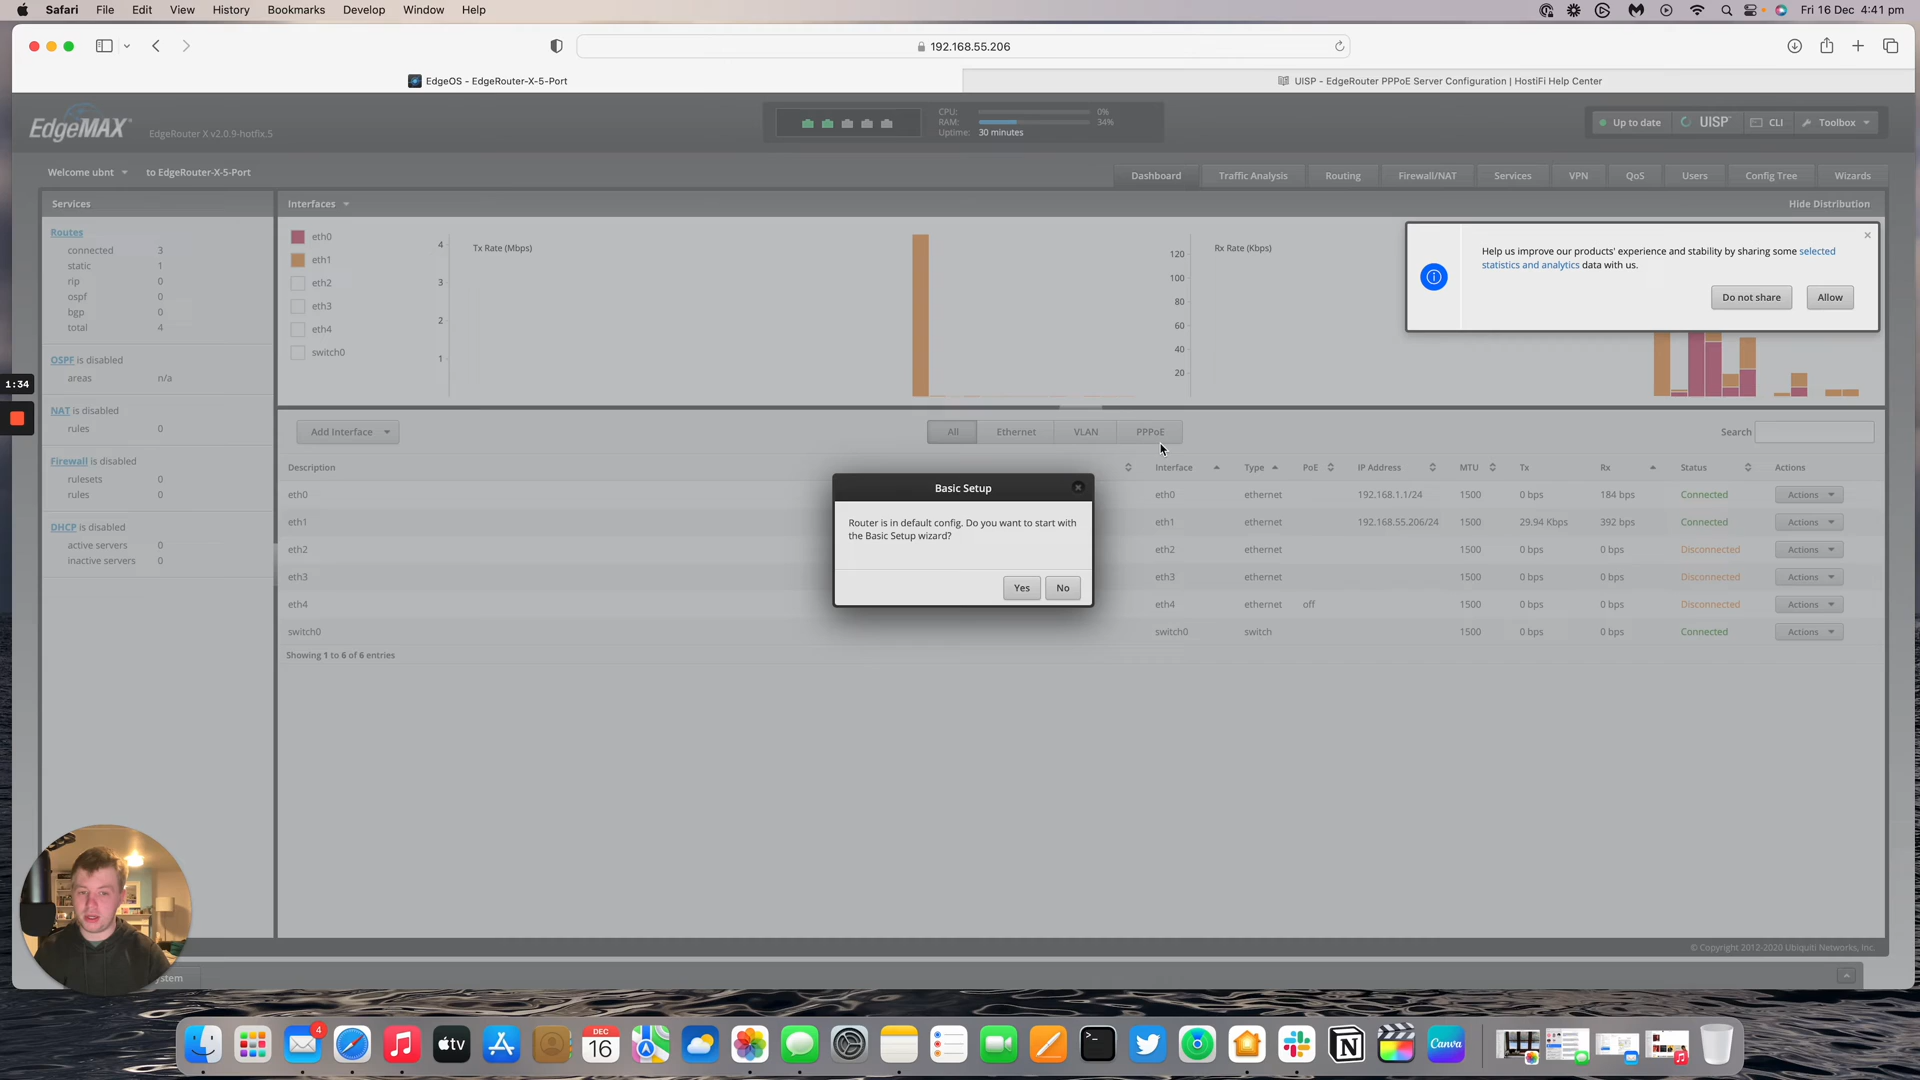 Safari File Edit View History Bookmarks Develop Window Help
Fri 16 Dec 4:41 pm
192.168.55.206
EdgeOS - EdgeRouter-X-5-Port
UISP - EdgeRouter PPPoE Server Configuration | HostiFi Help Center
EdgeMAX
EdgeRouter X v2.0.9-hotfix.5
CPU: 0%
RAM: 34%
Uptime: 30 minutes
Up to date
UISP
CLI
Toolbox
Welcome ubnt
to EdgeRouter-X-5-Port
Dashboard
Traffic Analysis
Routing
Firewall/NAT
Services
VPN
QoS
Users
Config Tree
Wizards
Services
Routes
connected 3
static 1
rip 0
ospf 0
bgp 0
total 4
OSPF is disabled
areas n/a
NAT is disabled
rules 0
Firewall is disabled
rulesets 0
rules 0
DHCP is disabled
active servers 0
inactive servers 0
1:34
Interfaces
Hide Distribution
eth0
eth1
eth2
eth3
eth4
switch0
4
3
2
1
Tx Rate (Mbps)
120
100
80
60
40
20
Rx Rate (Kbps)
Help us improve our products' experience and stability by sharing some selected
statistics and analytics data with us.
Do not share
Allow
Add Interface
All
Ethernet
VLAN
PPPoE
Search
Description Interface Type PoE IP Address MTU Tx Rx Status Actions
eth0 eth0 ethernet 192.168.1.1/24 1500 0 bps 184 bps Connected Actions
eth1 eth1 ethernet 192.168.55.206/24 1500 29.94 Kbps 392 bps Connected Actions
eth2 ethernet 1500 0 bps 0 bps Disconnected Actions
eth3 ethernet 1500 0 bps 0 bps Disconnected Actions
eth4 eth4 ethernet off 1500 0 bps 0 bps Disconnected Actions
switch0 switch0 switch 1500 0 bps 0 bps Connected Actions
Showing 1 to 6 of 6 entries
Basic Setup
Router is in default config. Do you want to start with
the Basic Setup wizard?
Yes
No
© Copyright 2012-2020 Ubiquiti Networks, Inc.
ystem
4
tv
DEC
16
Canva